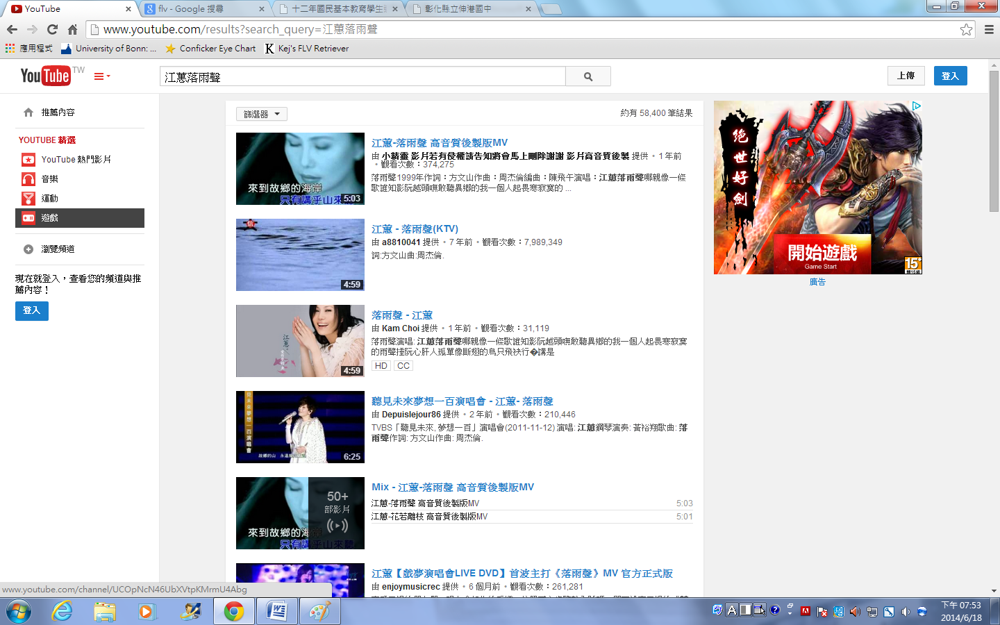 YouTube
flv - Google 搜尋
十二年國民基本教育學生
彰化縣立伸港國中
www.youtube.com/results?search_query=江蕙落雨聲
應用程式
University of Bonn: ...
Conficker Eye Chart
Kej's FLV Retriever
YouTube TW
江蕙落雨聲
上傳
登入
推薦內容
YOUTUBE 精選
YouTube 熱門影片
音樂
運動
遊戲
瀏覽頻道
現在就登入，查看您的頻道與推
薦內容！
登入
篩選器
約有 58,400 筆結果
江蕙-落雨聲 高音質後製版MV
由 小精靈 影片若有侵權請告知將會馬上刪除謝謝 影片高音質後製 提供 • 1 年前
• 觀看次數：374,275
落雨聲1999年作詞：方文山作曲：周杰倫編曲：陳飛午演唱：江蕙落雨聲哪親像一條
歌誰知影阮越頭嘸敢聽異鄉的我一個人起畏寒寂寞的 ...
來到故鄉的海岸
只有講乎山來聽
5:03
江蕙 - 落雨聲(KTV)
由 a8810041 提供 • 7 年前 • 觀看次數：7,989,349
詞:方文山曲:周杰倫.
4:59
落雨聲 - 江蕙
由 Kam Choi 提供 • 1 年前 • 觀看次數：31,119
落雨聲演唱: 江蕙落雨聲哪親像一條歌誰知影阮越頭嘸敢聽異鄉的我一個人起畏寒寂寞
的雨聲撞阮心肝人孤單像斷翅的鳥只飛袂行�講是
HD CC
江蕙
4:59
聽見未來夢想一百演唱會 - 江蕙- 落雨聲
由 Depuislejour86 提供 • 2 年前 • 觀看次數：210,446
TVBS「聽見未來, 夢想一百」演唱會(2011-11-12) 演唱: 江蕙鋼琴演奏: 黃裕翔歌曲: 落
雨聲作詞: 方文山作曲: 周杰倫.
見未來夢想一百演唱會
故鄉的山
6:25
Mix - 江蕙-落雨聲 高音質後製版MV
江蕙-落雨聲 高音質後製版MV 5:03
江蕙-花若離枝 高音質後製版MV 5:01
50+
部影片
來到故鄉的海岸
只有講乎山來聽
江蕙【戲夢演唱會LIVE DVD】首波主打《落雨聲》MV 官方正式版
由 enjoymusicrec 提供 • 6 個月前 • 觀看次數：261,281
絕世好劍
開始遊戲
Game Start
15+
廣告
www.youtube.com/channel/UCOpNcN46UbXVtpKMrmU4Abg
下午 07:53
2014/6/18